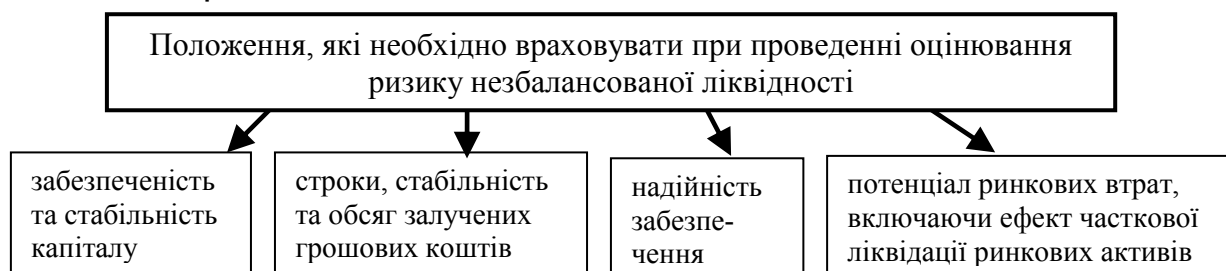 Положення, які необхідно враховувати при проведенні оцінювання
ризику незбалансованої ліквідності
забезпеченість
та стабільність
капіталу
строки, стабільність
та обсяг залучених
грошових коштів
надійність
забезпе-
чення
потенціал ринкових втрат,
включаючи ефект часткової
ліквідації ринкових активів